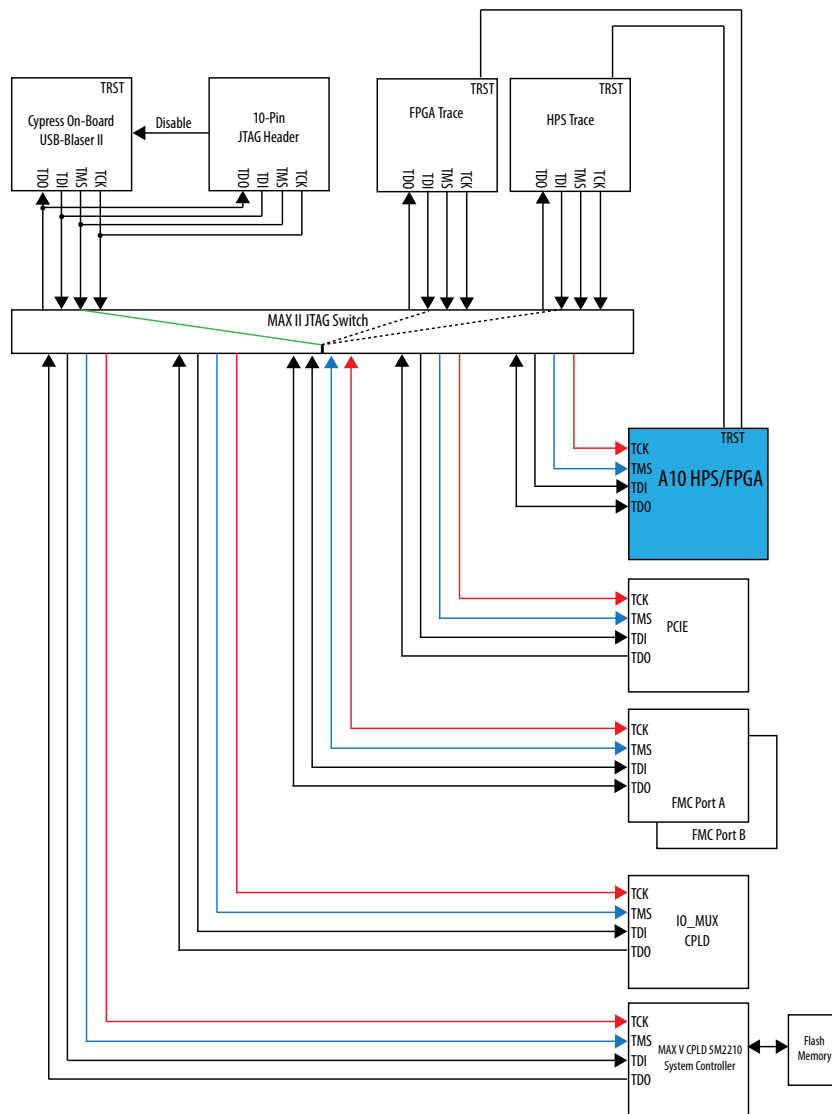 TRST
Cypress On-Board
USB-Blaser II
TDO
TDI
TMS
TCK
Disable
10-Pin
JTAG Header
TDO
TDI
TMS
TCK
TRST
FPGA Trace
TDO
TDI
TMS
TCK
TRST
HPS Trace
TDO
TDI
TMS
TCK
MAX II JTAG Switch
TRST
TCK
TMS
A10 HPS/FPGA
TDI
TDO
TCK
TMS
PCIE
TDI
TDO
TCK
TMS
TDI
TDO
FMC Port A
FMC Port B
TCK
TMS
IO_MUX
CPLD
TDI
TDO
TCK
TMS
MAX V CPLD 5M2210
System Controller
TDI
TDO
Flash
Memory